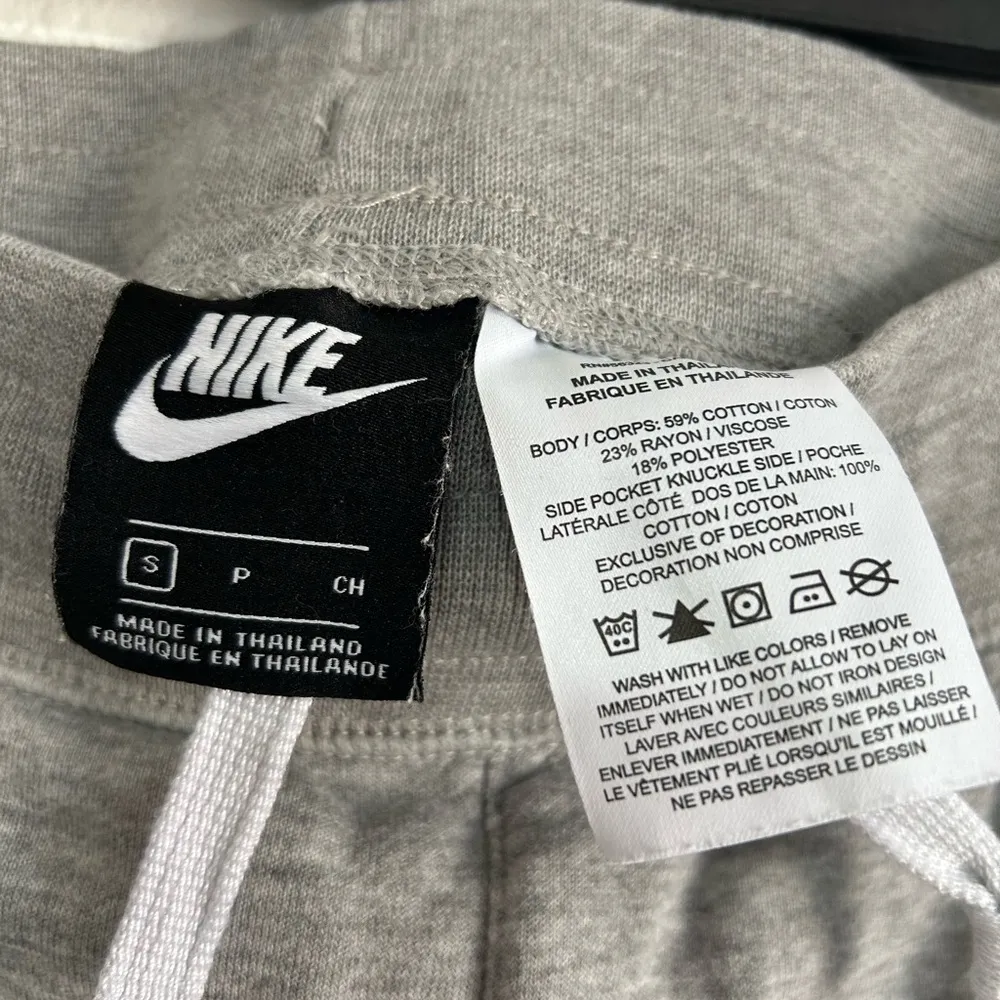 NIKE
S P CH
MADE IN THAILAND
FABRIQUE EN THAILANDE
MADE IN THAILAND
FABRIQUE EN THAILANDE
BODY / CORPS: 59% COTTON / COTON
23% RAYON / VISCOSE
18% POLYESTER
SIDE POCKET KNUCKLE SIDE / POCHE
LATÉRALE CÔTÉ DOS DE LA MAIN: 100%
COTTON / COTON
EXCLUSIVE OF DECORATION /
DECORATION NON COMPRISE
40C
WASH WITH LIKE COLORS / REMOVE
IMMEDIATELY / DO NOT ALLOW TO LAY ON
ITSELF WHEN WET / DO NOT IRON DESIGN
LAVER AVEC COULEURS SIMILAIRES /
ENLEVER IMMEDIATEMENT / NE PAS LAISSER
LE VÊTEMENT PLIÉ LORSQU'IL EST MOUILLÉ /
NE PAS REPASSER LE DESSIN